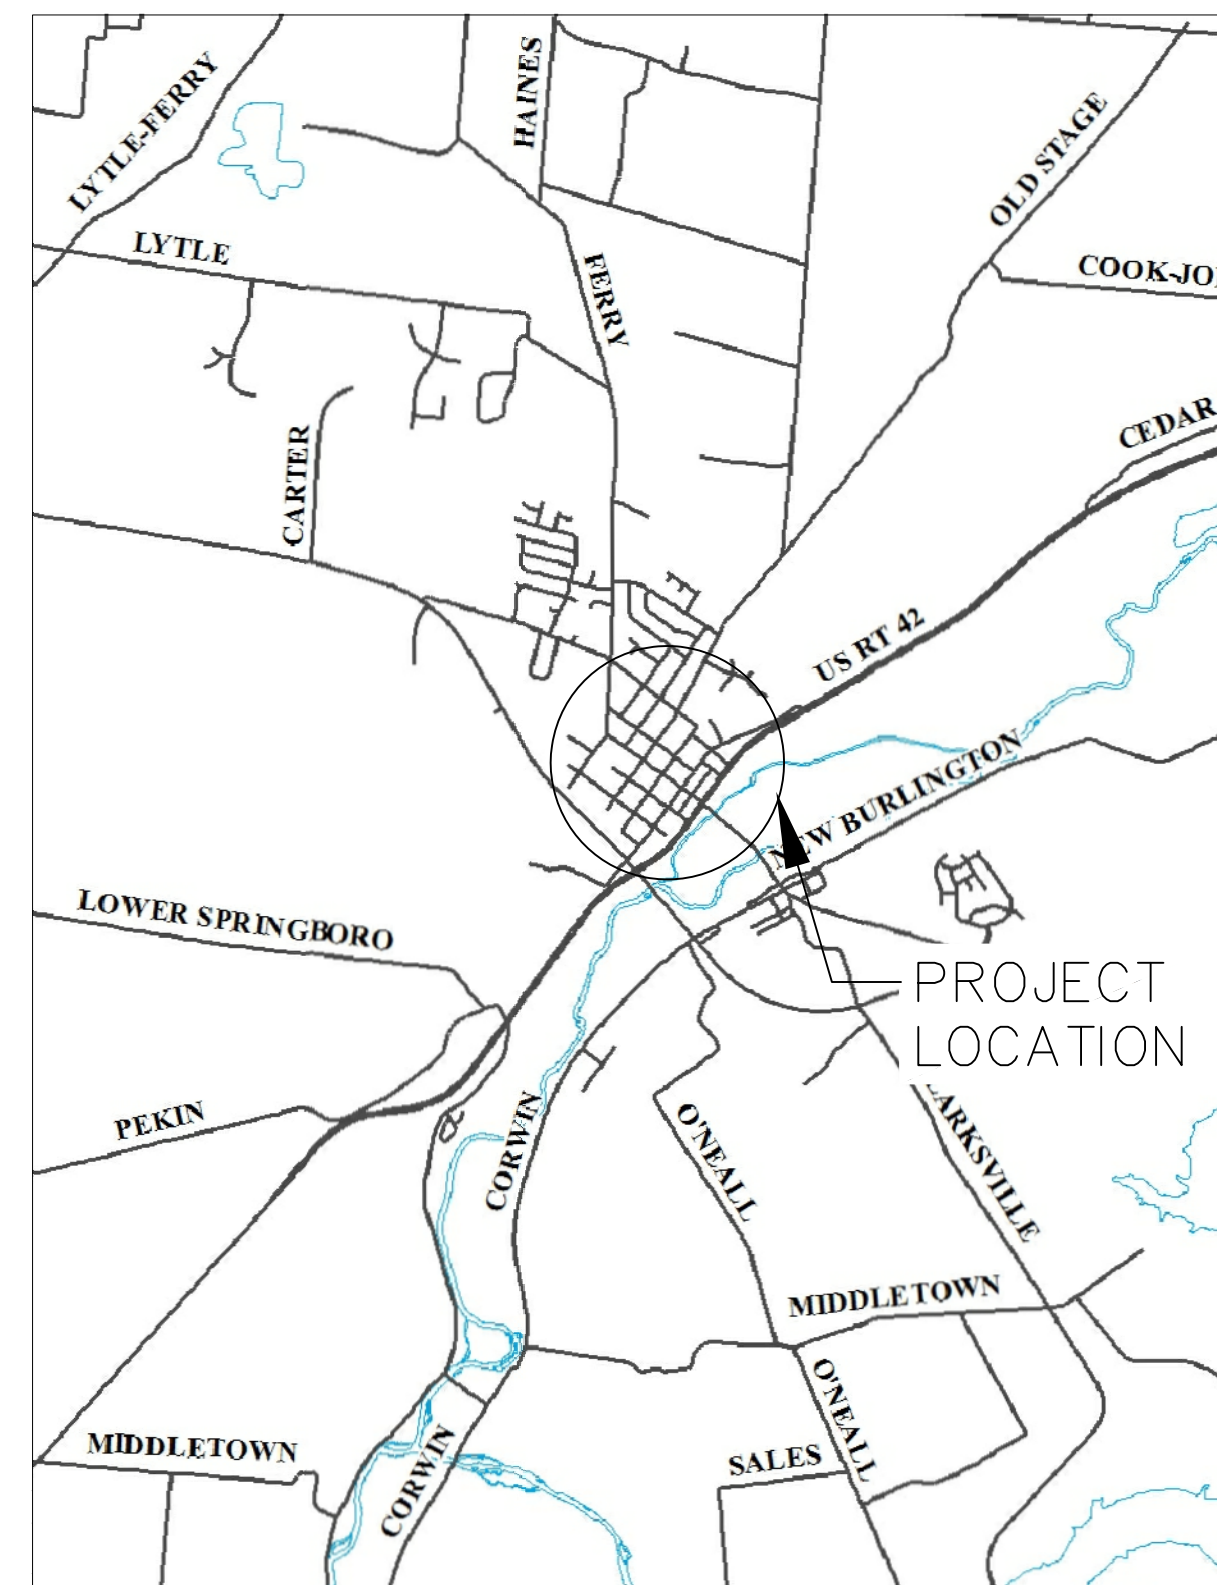 HAINES
LYTLE-FERRY
OLD STAGE
LYTLE
FERRY
COOK-JO
CEDAR
CARTER
US RT 42
NEW BURLINGTON
LOWER SPRINGBORO
PROJECT
LOCATION
PEKIN
CORWIN
O'NEALL
LARKSVILLE
MIDDLETOWN
O'NEALL
MIDDLETOWN
CORWIN
SALES